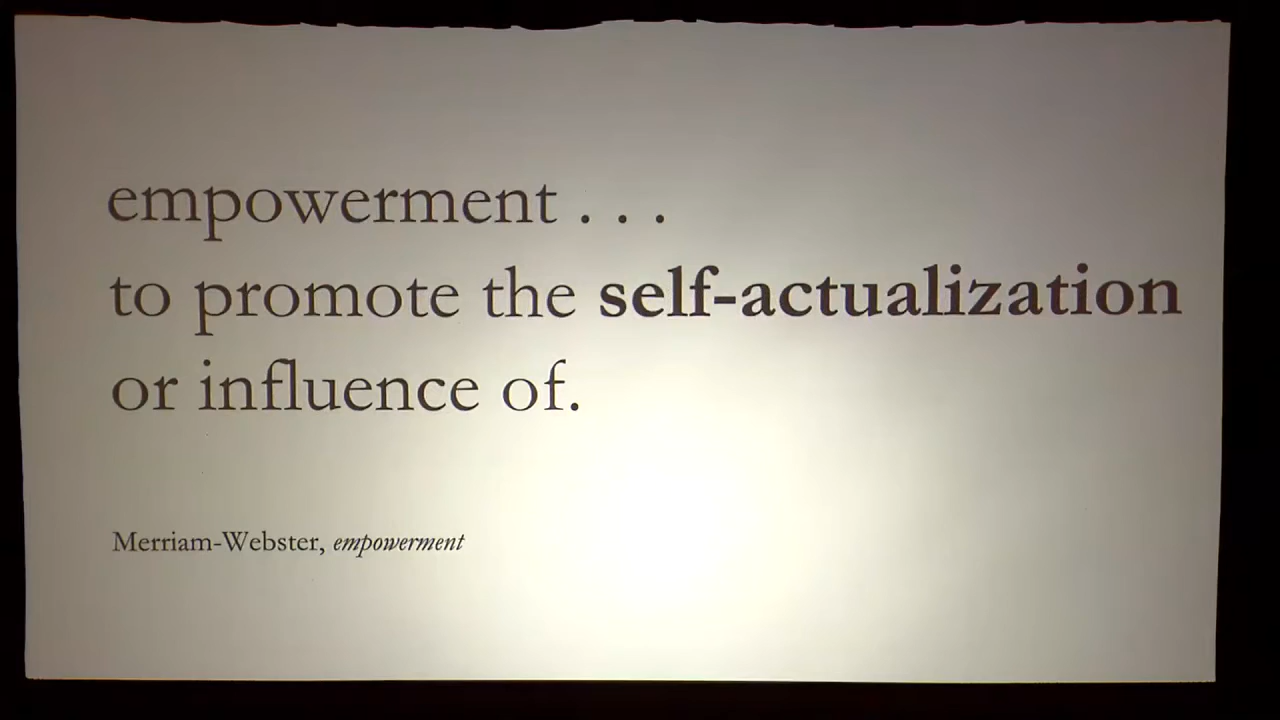 empowerment . . .
to promote the self-actualization
or influence of.
Merriam-Webster, empowerment